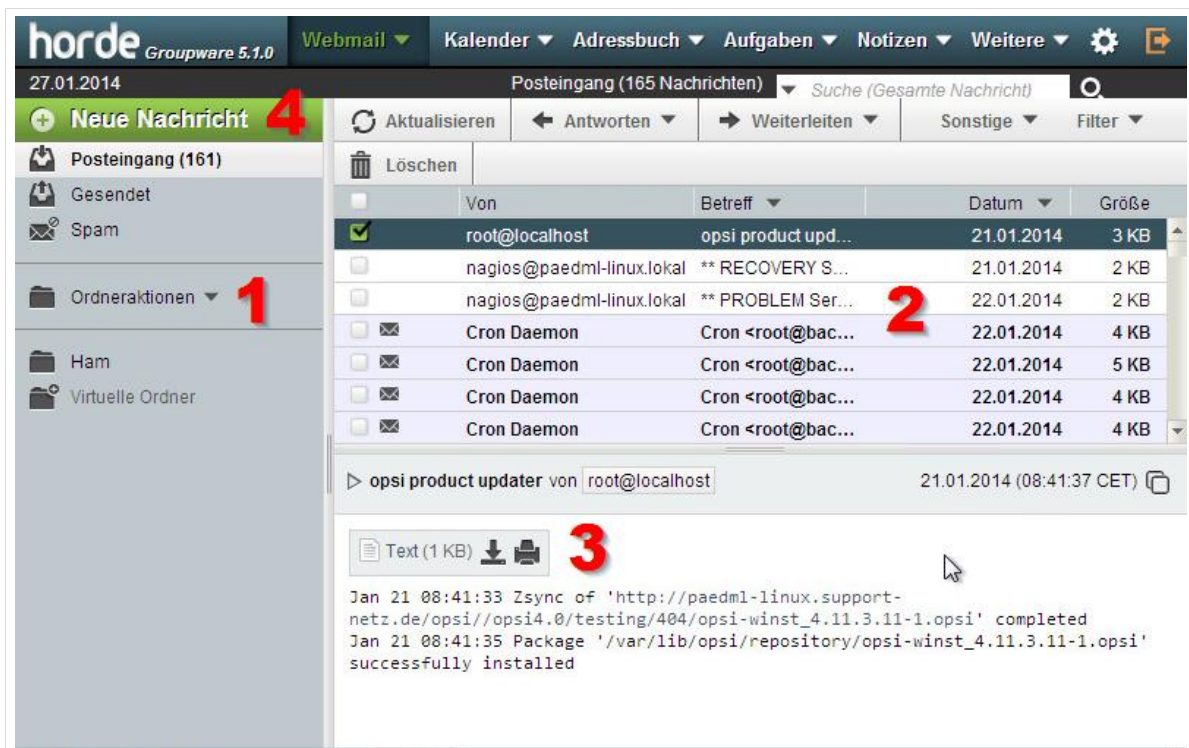 horde Groupware 5.1.0 Webmail Kalender Adressbuch Aufgaben Notizen Weitere
27.01.2014 Posteingang (165 Nachrichten) Suche (Gesamte Nachricht)
Neue Nachricht 4 Aktualisieren Antworten Weiterleiten Sonstige Filter
Posteingang (161) Löschen
Gesendet
Spam
Ordneraktionen 1
Ham
Virtuelle Ordner
Von Betreff Datum Größe
root@localhost opsi product upd... 21.01.2014 3 KB
nagios@paedml-linux.lokal ** RECOVERY S... 21.01.2014 2 KB
nagios@paedml-linux.lokal ** PROBLEM Ser... 22.01.2014 2 KB
2
Cron Daemon Cron <root@bac... 22.01.2014 4 KB
Cron Daemon Cron <root@bac... 22.01.2014 5 KB
Cron Daemon Cron <root@bac... 22.01.2014 4 KB
Cron Daemon Cron <root@bac... 22.01.2014 4 KB
opsi product updater von root@localhost 21.01.2014 (08:41:37 CET)
Text (1 KB) 3
Jan 21 08:41:33 Zsync of 'http://paedml-linux.support-
netz.de/opsi//opsi4.0/testing/404/opsi-winst_4.11.3.11-1.opsi' completed
Jan 21 08:41:35 Package '/var/lib/opsi/repository/opsi-winst_4.11.3.11-1.opsi'
successfully installed